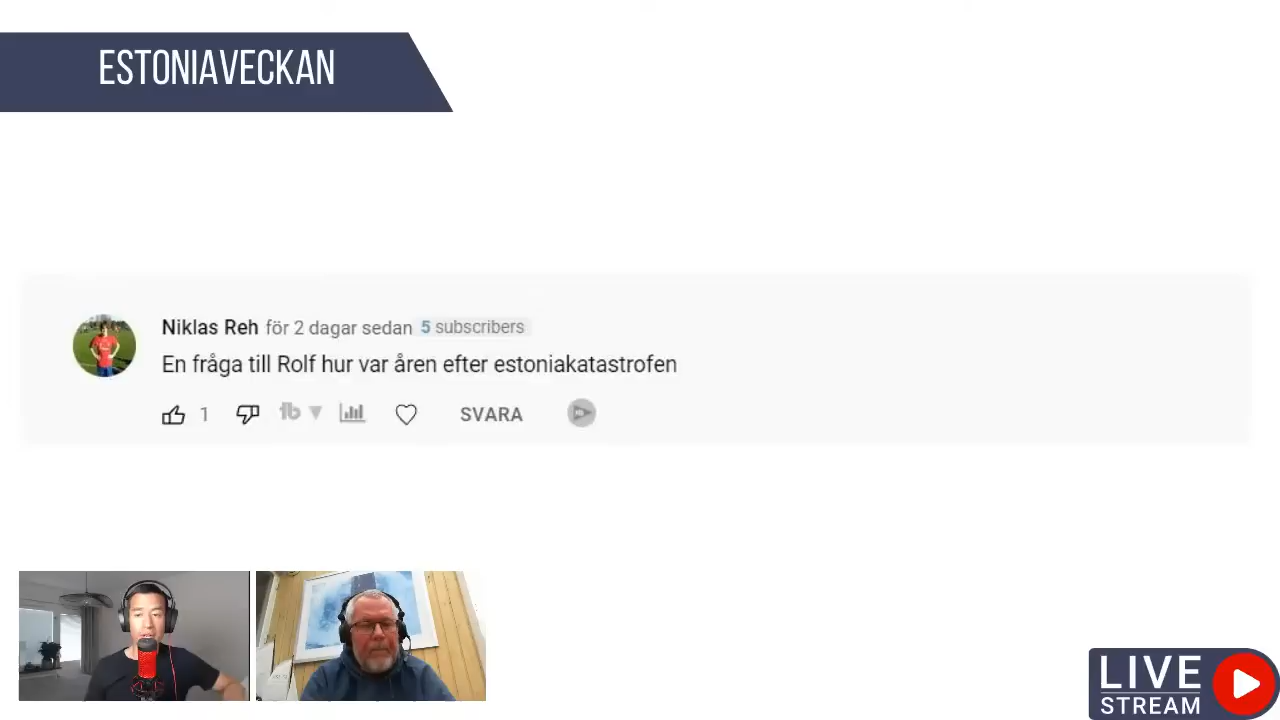 ESTONIAVECKAN
Niklas Reh för 2 dagar sedan 5 subscribers
En fråga till Rolf hur var åren efter estoniakatastrofen
1
SVARA
LIVE
STREAM